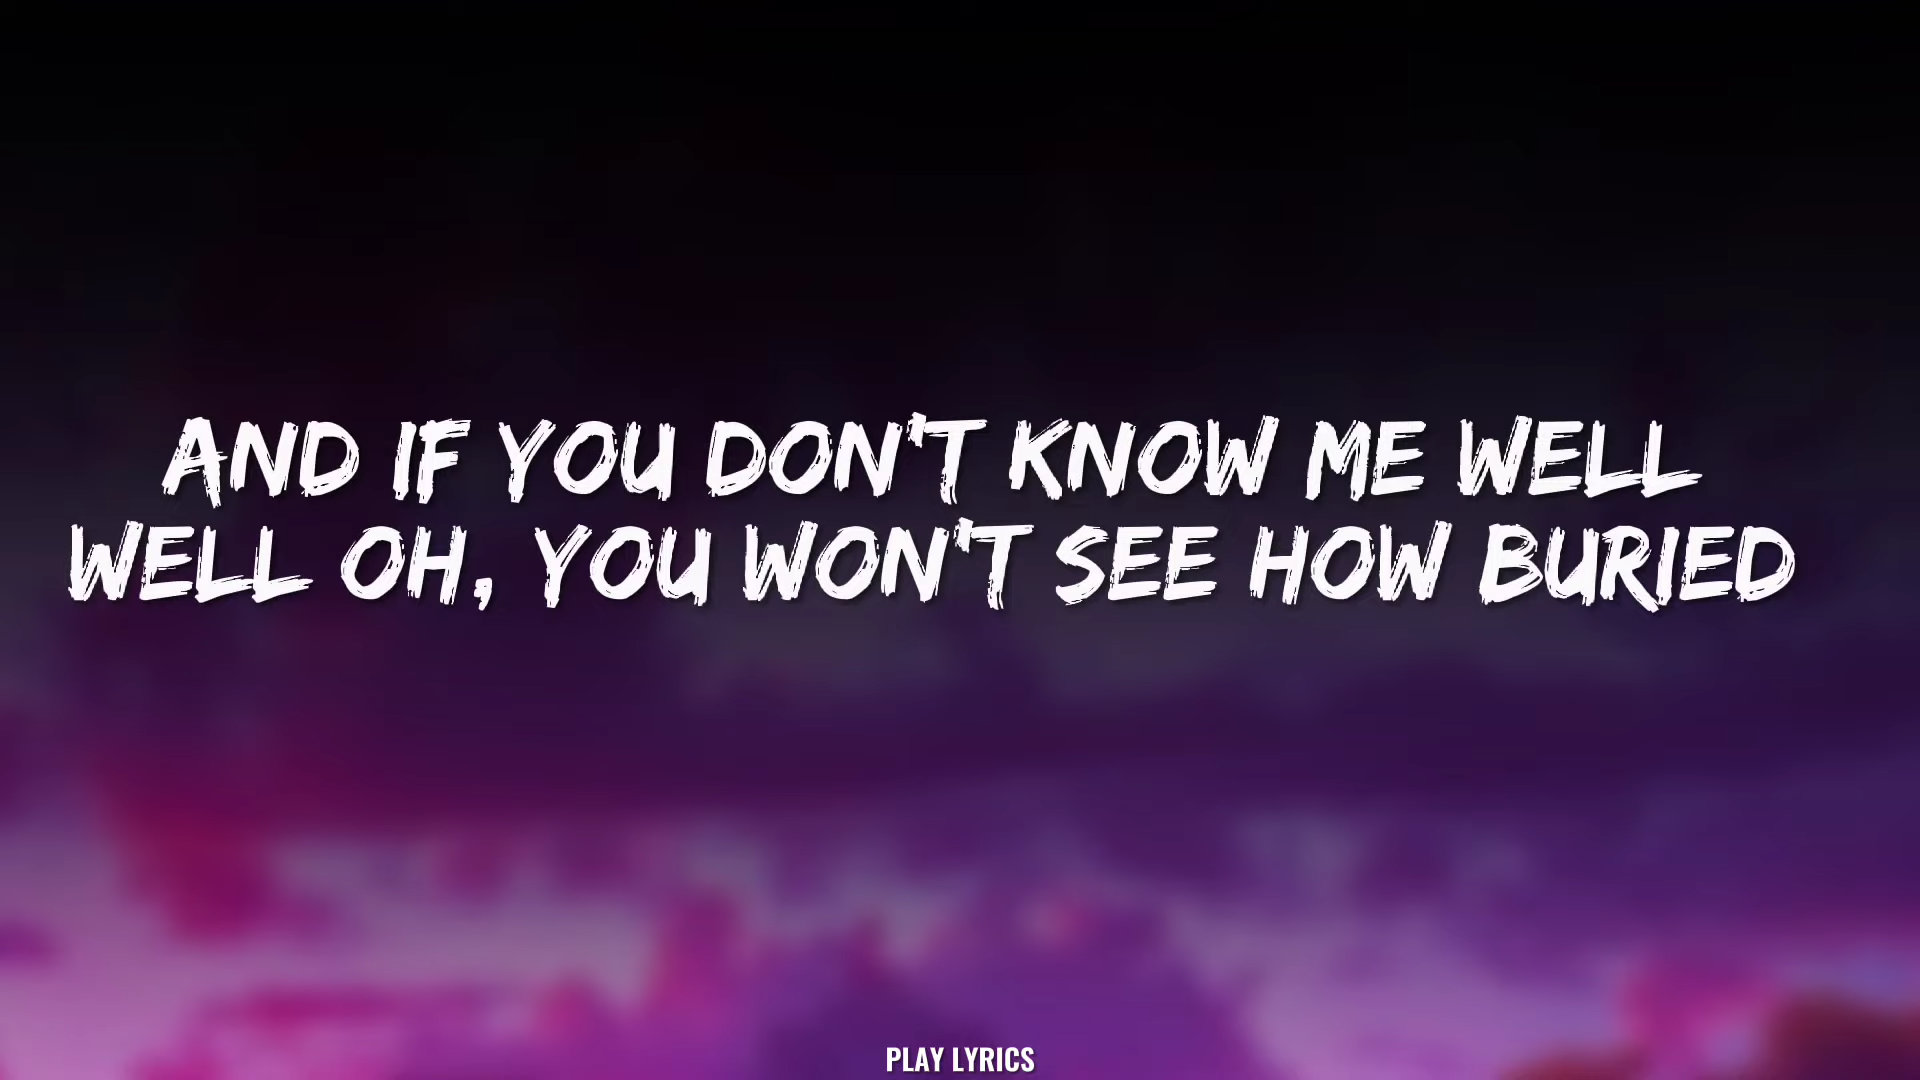 AND IF YOU DON'T KNOW ME WELL
WELL OH, YOU WON'T SEE HOW BURIED
PLAY LYRICS